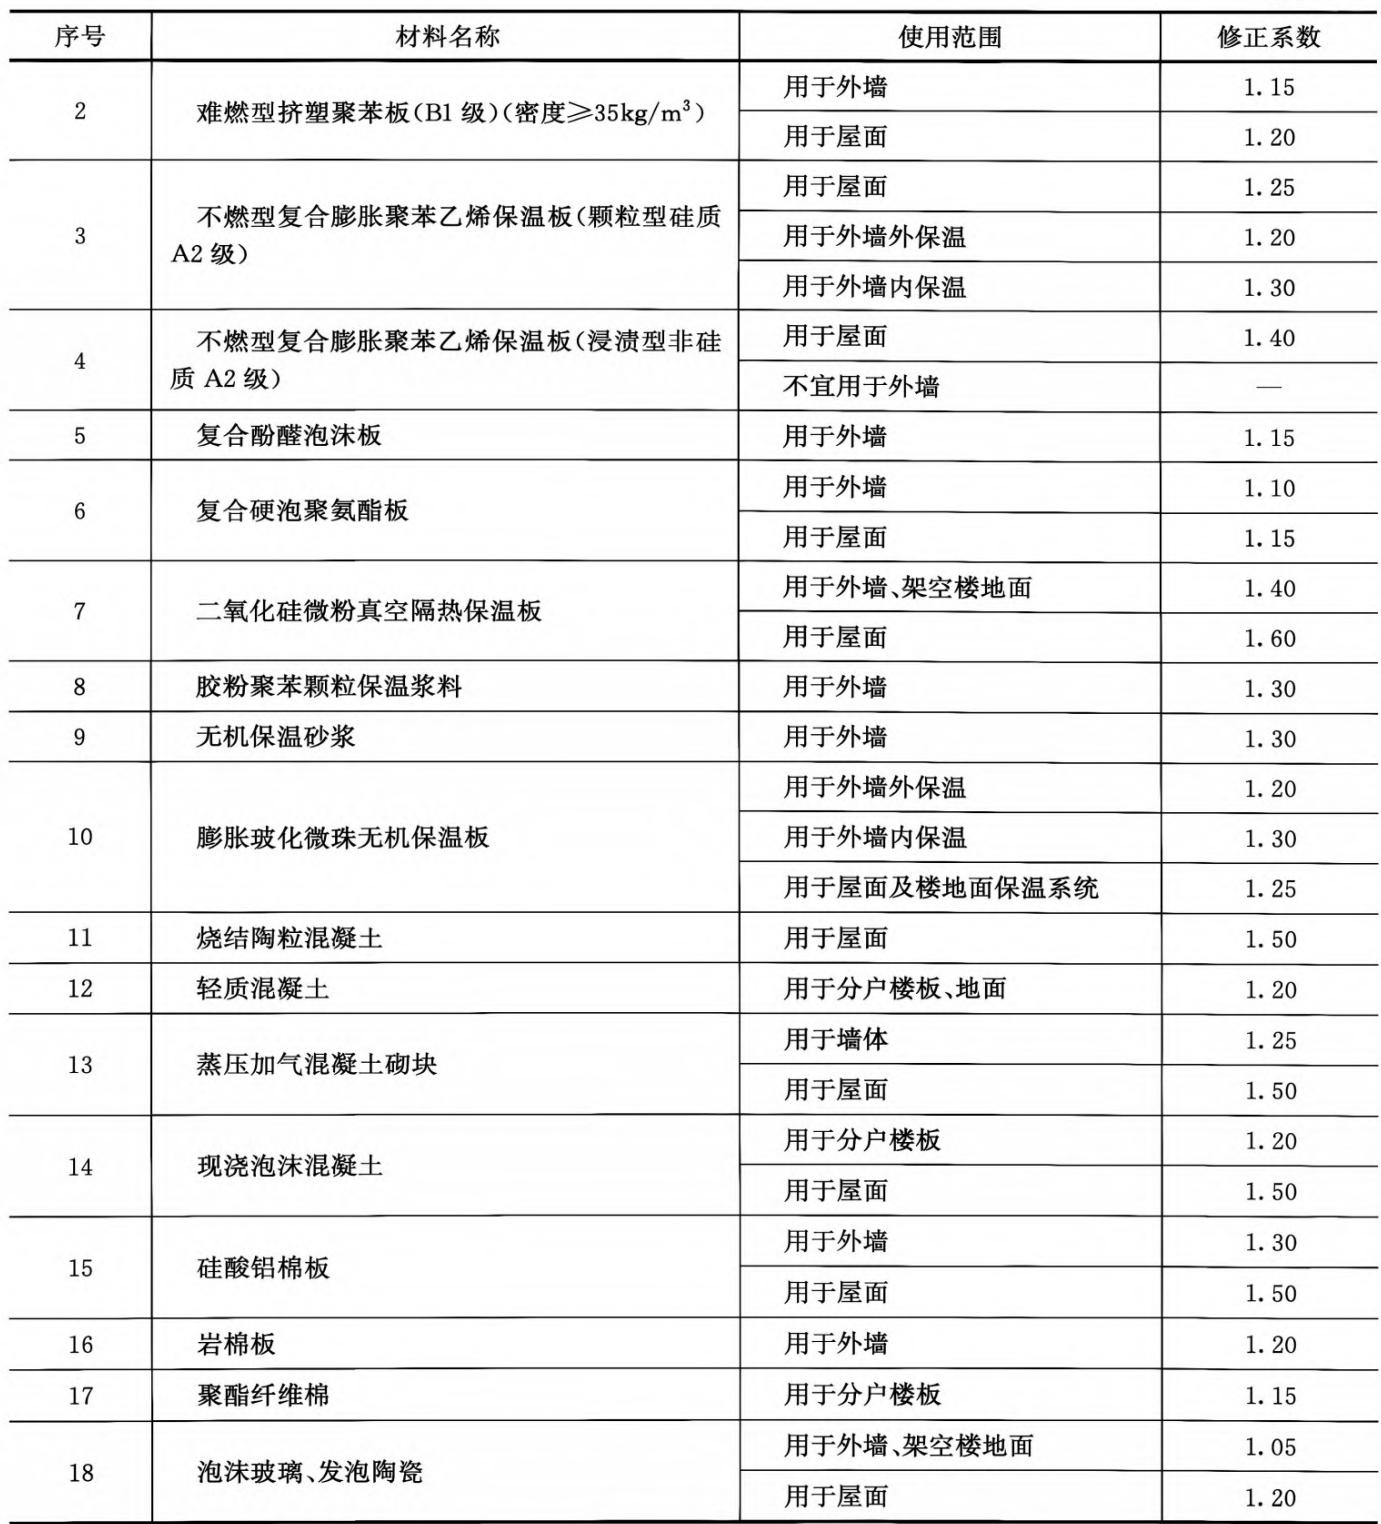 序号 材料名称 使用范围 修正系数
2 难燃型挤塑聚苯板(B1 级)(密度≥35kg/m³) 用于外墙 1.15
用于屋面 1.20
3 不燃型复合膨胀聚苯乙烯保温板(颗粒型硅质
A2 级) 用于屋面 1.25
用于外墙外保温 1.20
用于外墙内保温 1.30
4 不燃型复合膨胀聚苯乙烯保温板(浸渍型非硅
质 A2 级) 用于屋面 1.40
不宜用于外墙 —
5 复合酚醛泡沫板 用于外墙 1.15
6 复合硬泡聚氨酯板 用于外墙 1.10
用于屋面 1.15
7 二氧化硅微粉真空隔热保温板 用于外墙、架空楼地面 1.40
用于屋面 1.60
8 胶粉聚苯颗粒保温浆料 用于外墙 1.30
9 无机保温砂浆 用于外墙 1.30
10 膨胀玻化微珠无机保温板 用于外墙外保温 1.20
用于外墙内保温 1.30
用于屋面及楼地面保温系统 1.25
11 烧结陶粒混凝土 用于屋面 1.50
12 轻质混凝土 用于分户楼板、地面 1.20
13 蒸压加气混凝土砌块 用于墙体 1.25
用于屋面 1.50
14 现浇泡沫混凝土 用于分户楼板 1.20
用于屋面 1.50
15 硅酸铝棉板 用于外墙 1.30
用于屋面 1.50
16 岩棉板 用于外墙 1.20
17 聚酯纤维棉 用于分户楼板 1.15
18 泡沫玻璃、发泡陶瓷 用于外墙、架空楼地面 1.05
用于屋面 1.20